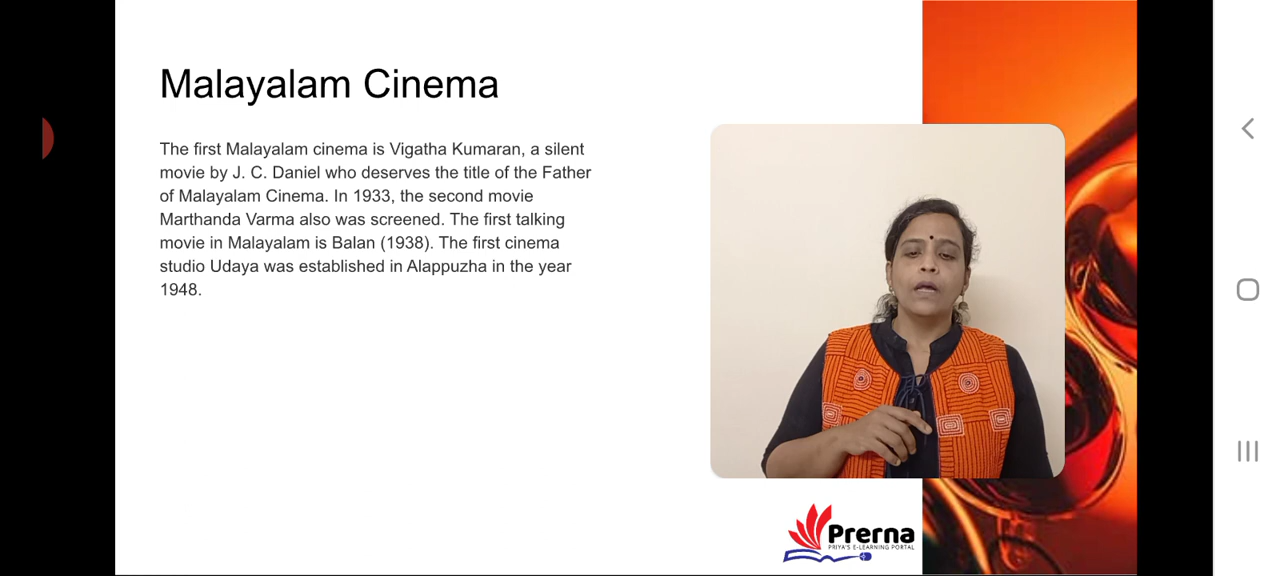 Malayalam Cinema
The first Malayalam cinema is Vigatha Kumaran, a silent
movie by J. C. Daniel who deserves the title of the Father
of Malayalam Cinema. In 1933, the second movie
Marthanda Varma also was screened. The first talking
movie in Malayalam is Balan (1938). The first cinema
studio Udaya was established in Alappuzha in the year
1948.
Prerna
PRIYA'S E-LEARNING PORTAL